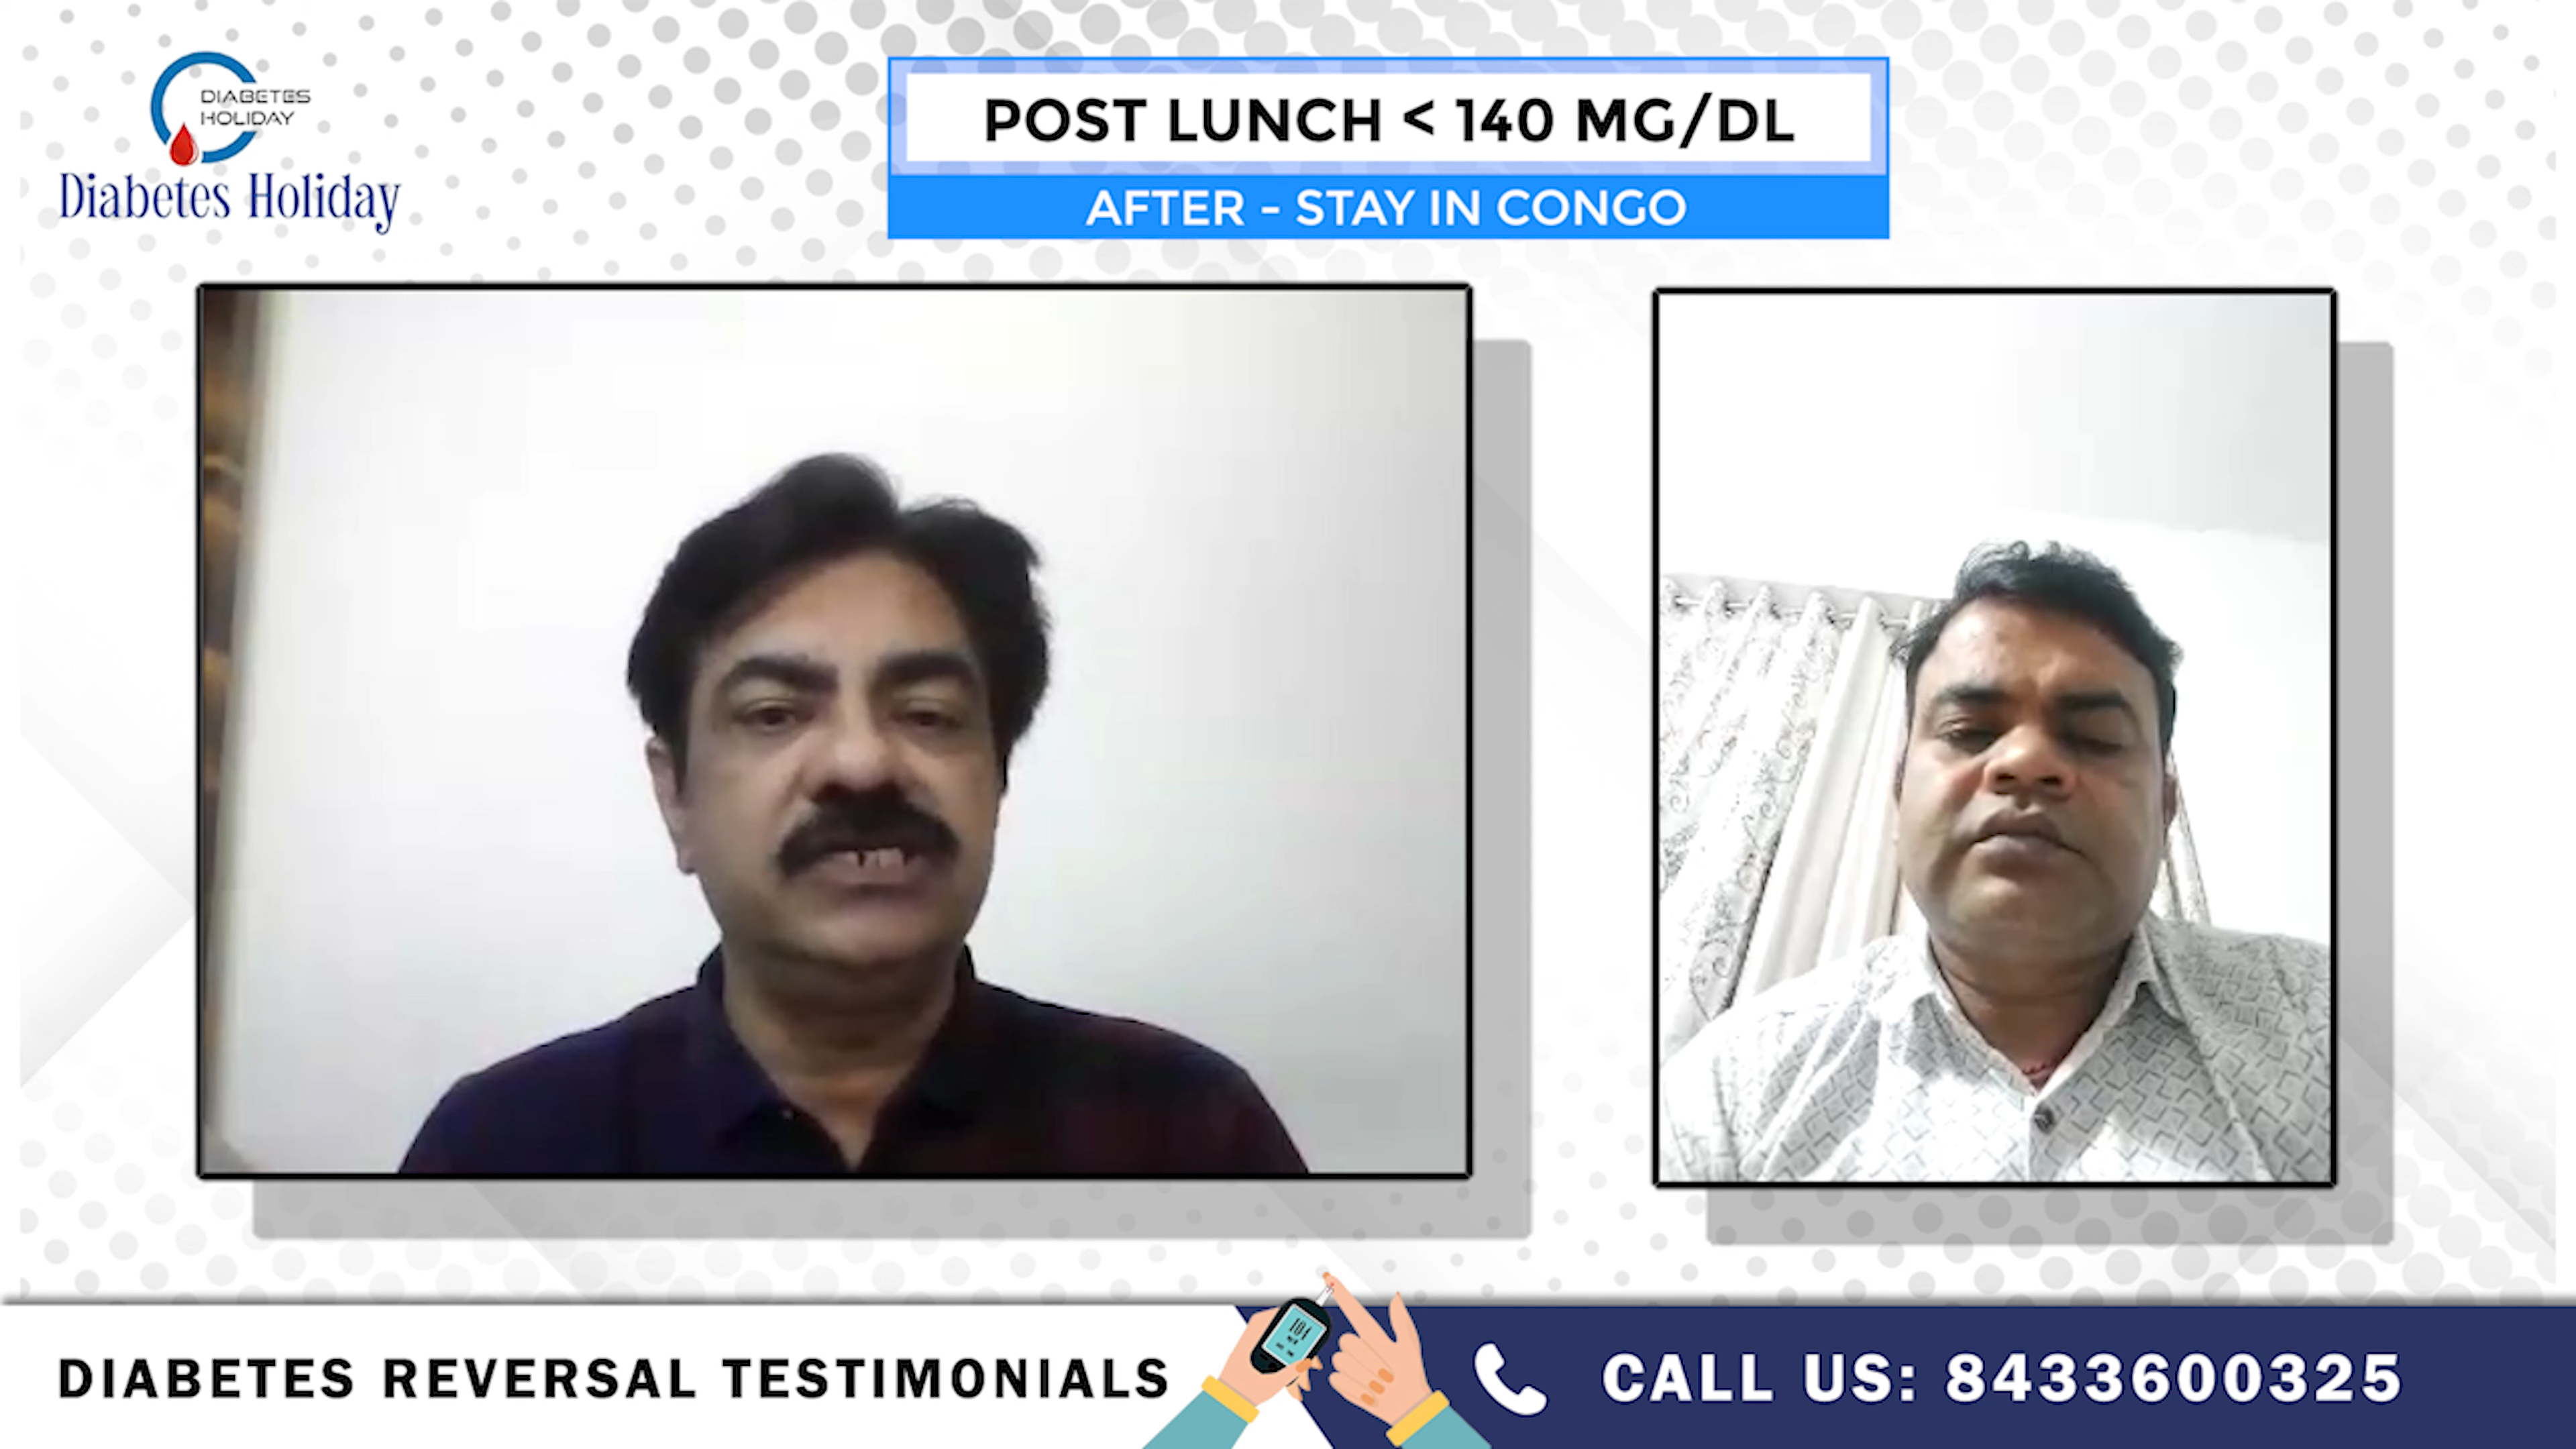 DIABETES
HOLIDAY
Diabetes Holiday
POST LUNCH < 140 MG/DL
AFTER - STAY IN CONGO
DIABETES REVERSAL TESTIMONIALS
CALL US: 8433600325